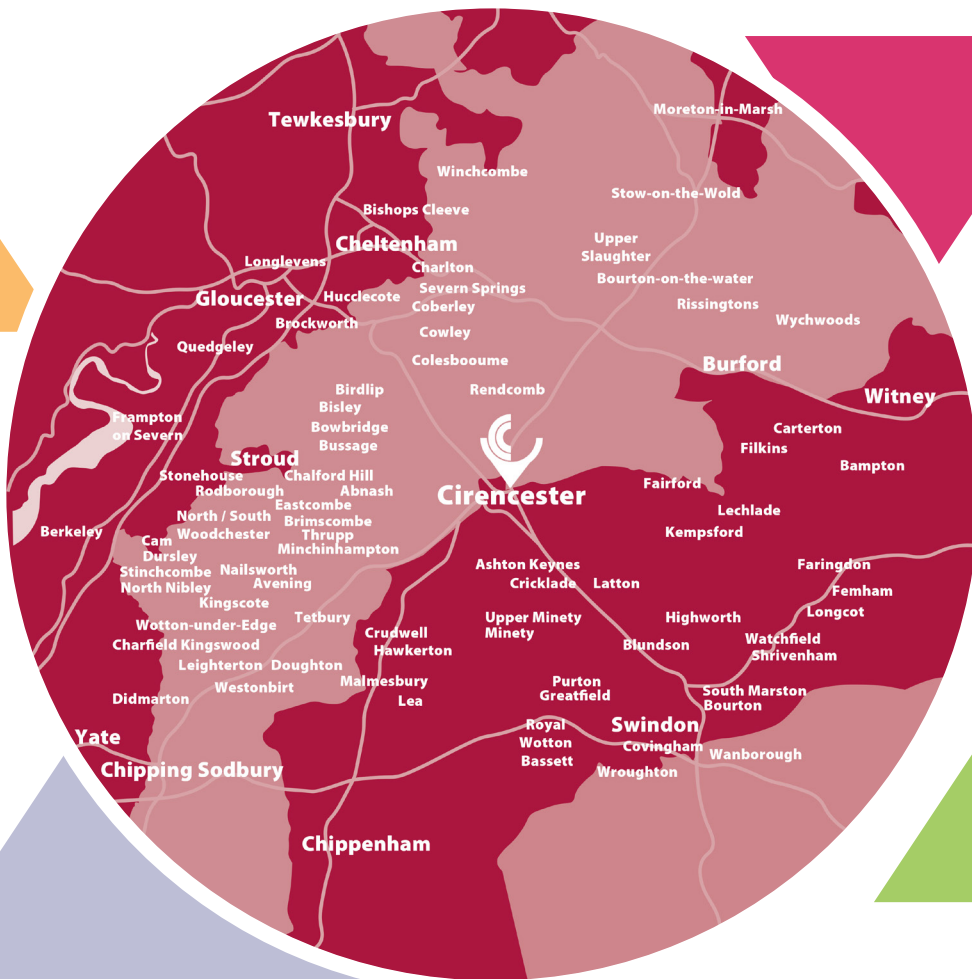 Tewkesbury
Moreton-in-Marsh
Winchcombe
Stow-on-the-Wold
Bishops Cleeve
Cheltenham
Upper
Slaughter
Longlevens
Charlton
Bourton-on-the-water
Severn Springs
Gloucester
Hucclecote
Coberley
Rissingtons
Brockworth
Wychwoods
Cowley
Quedgeley
Colesbooume
Burford
Birdlip
Rendcomb
Witney
Bisley
Frampton
on Severn
Bowbridge
Carterton
Bussage
Filkins
Stroud
Bampton
Stonehouse
Chalford Hill
Fairford
Rodborough
Abnash
Cirencester
Eastcombe
Lechlade
North / South
Woodchester
Brimscombe
Berkeley
Thrupp
Kempsford
Cam
Minchinhampton
Dursley
Ashton Keynes
Faringdon
Stinchcombe
Nailsworth
North Nibley
Avening
Cricklade
Latton
Femham
Kingscote
Longcot
Tetbury
Upper Minety
Minety
Highworth
Wotton-under-Edge
Crudwell
Watchfield
Charfield Kingswood
Hawkerton
Blundson
Shrivenham
Leighterton
Doughton
Malmesbury
Purton
Westonbirt
Greatfield
South Marston
Didmarton
Lea
Bourton
Royal
Wotton
Bassett
Swindon
Yate
Covingham
Wanborough
Chipping Sodbury
Wroughton
Chippenham